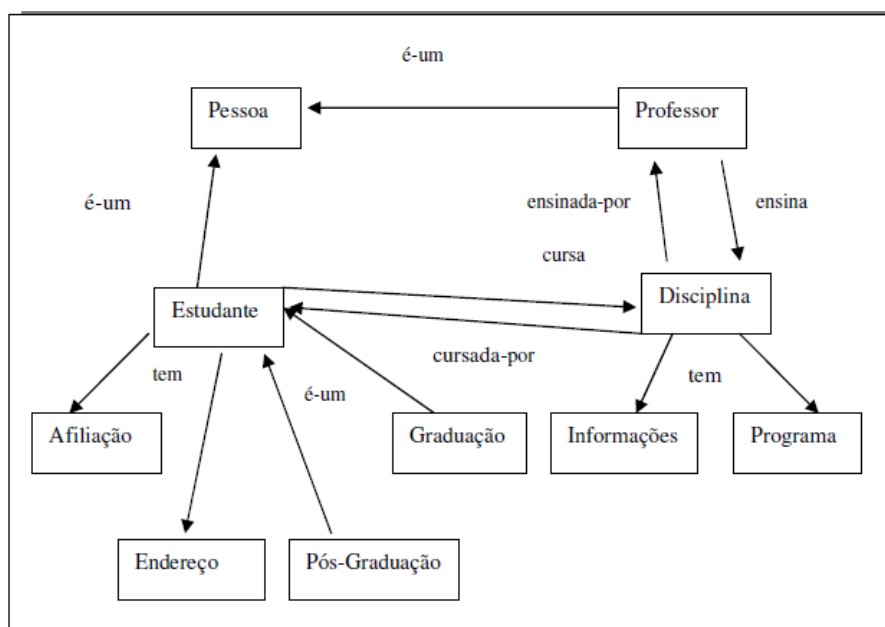 é-um
Pessoa
Professor
é-um
ensinada-por
ensina
cursa
Estudante
Disciplina
cursada-por
tem
é-um
tem
Afiliação
Graduação
Informações
Programa
Endereço
Pós-Graduação